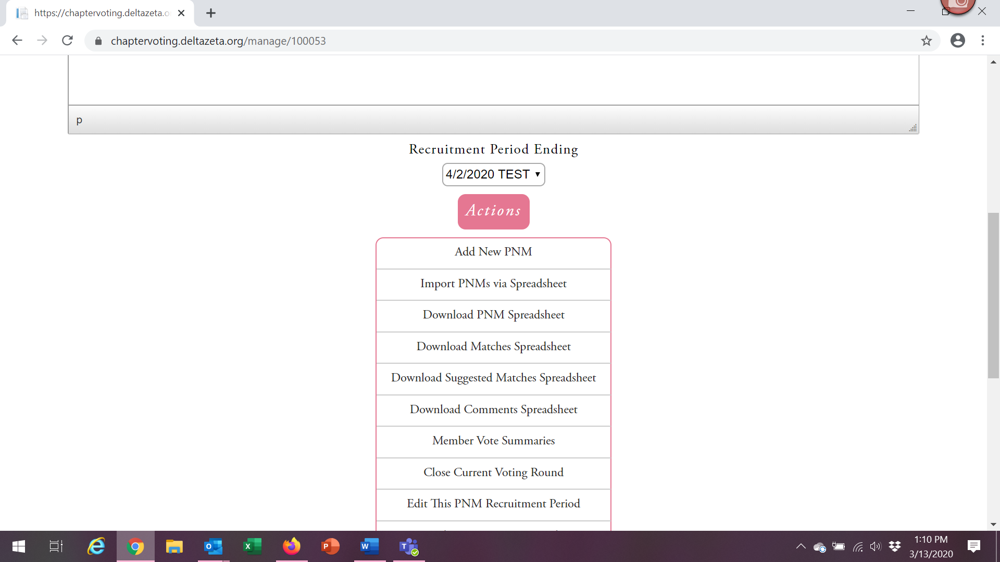 https://chaptervoting.deltazeta.o
chaptervoting.deltazeta.org/manage/100053
p
Recruitment Period Ending
4/2/2020 TEST
Actions
Add New PNM
Import PNMs via Spreadsheet
Download PNM Spreadsheet
Download Matches Spreadsheet
Download Suggested Matches Spreadsheet
Download Comments Spreadsheet
Member Vote Summaries
Close Current Voting Round
Edit This PNM Recruitment Period
1:10 PM
3/13/2020